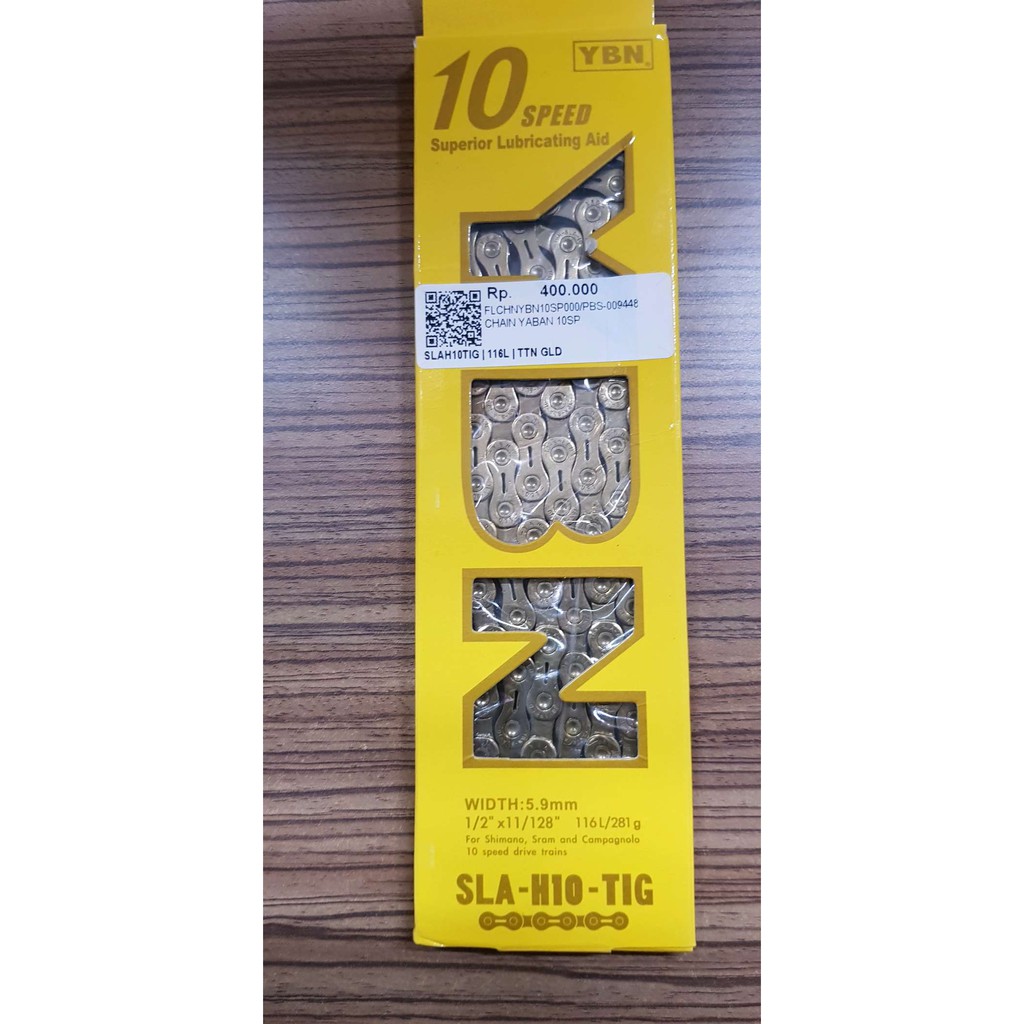 10 SPEED
YBN
Superior Lubricating Aid
Rp. 400.000
FLCHNYBN10SP000/PBS-009448
CHAIN YABAN 10SP
SLAH10TIG | 116L | TTN GLD
YBN
WIDTH:5.9mm
1/2" x11/128" 116L/281g
For Shimano, Sram and Campagnolo
10 speed drive trains
SLA-H10-TIG